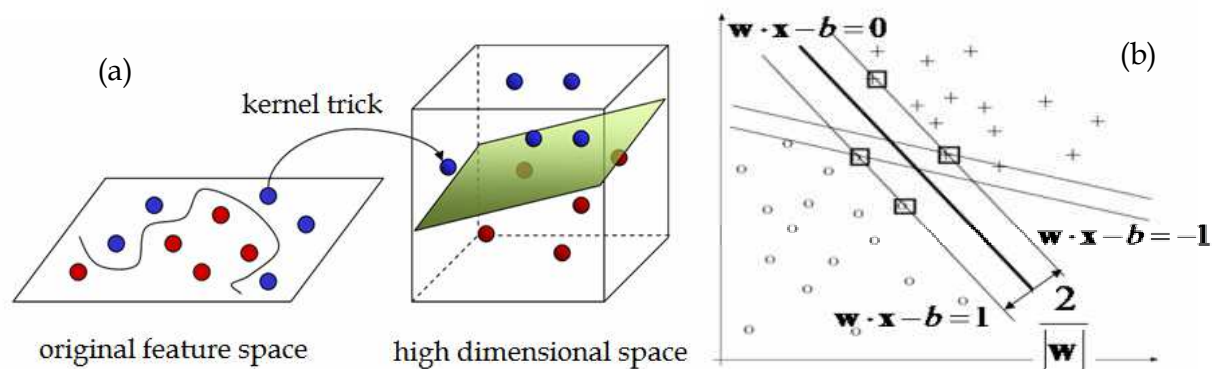 (a)
kernel trick
original feature space
high dimensional space
(b)
w · x − b = 0
w · x − b = −1
w · x − b = 1
2
|w|